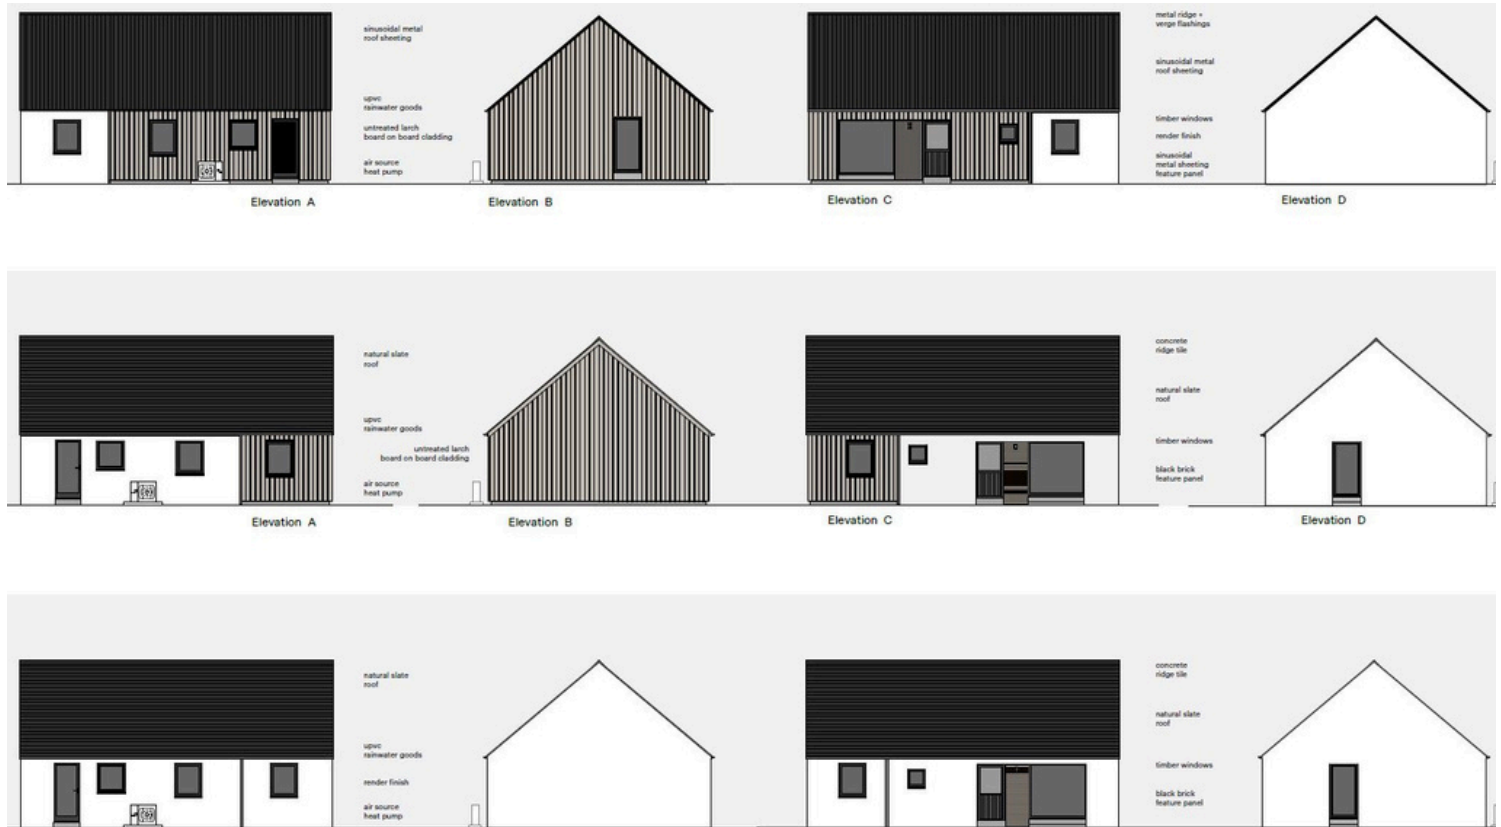 sinusoidal metal
roof sheeting
upvc
rainwater goods
untreated larch
board on board cladding
air source
heat pump
metal ridge +
verge flashings
sinusoidal metal
roof sheeting
timber windows
render finish
sinusoidal
metal sheeting
feature panel
Elevation A
Elevation B
Elevation C
Elevation D
natural slate
roof
upvc
rainwater goods
untreated larch
board on board cladding
air source
heat pump
concrete
ridge tile
natural slate
roof
timber windows
black brick
feature panel
Elevation A
Elevation B
Elevation C
Elevation D
natural slate
roof
upvc
rainwater goods
render finish
air source
heat pump
concrete
ridge tile
natural slate
roof
timber windows
black brick
feature panel